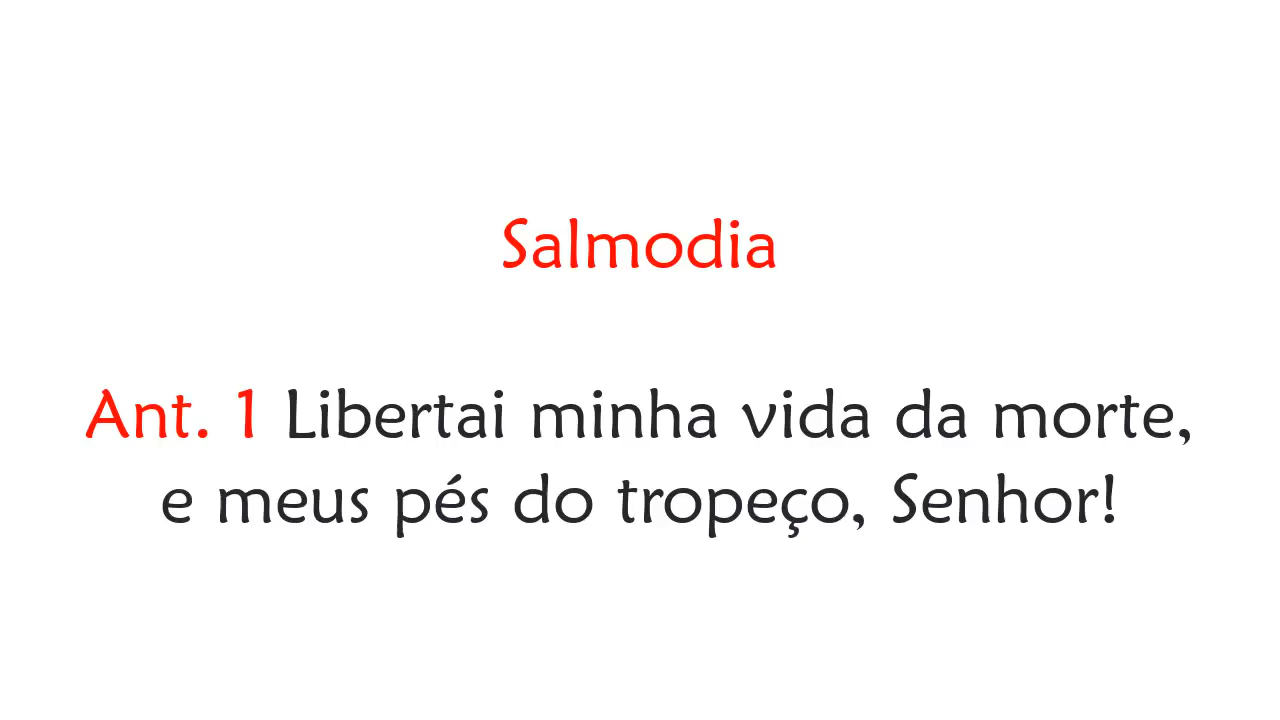 Salmodia
Ant. 1 Libertai minha vida da morte,
e meus pés do tropeço, Senhor!